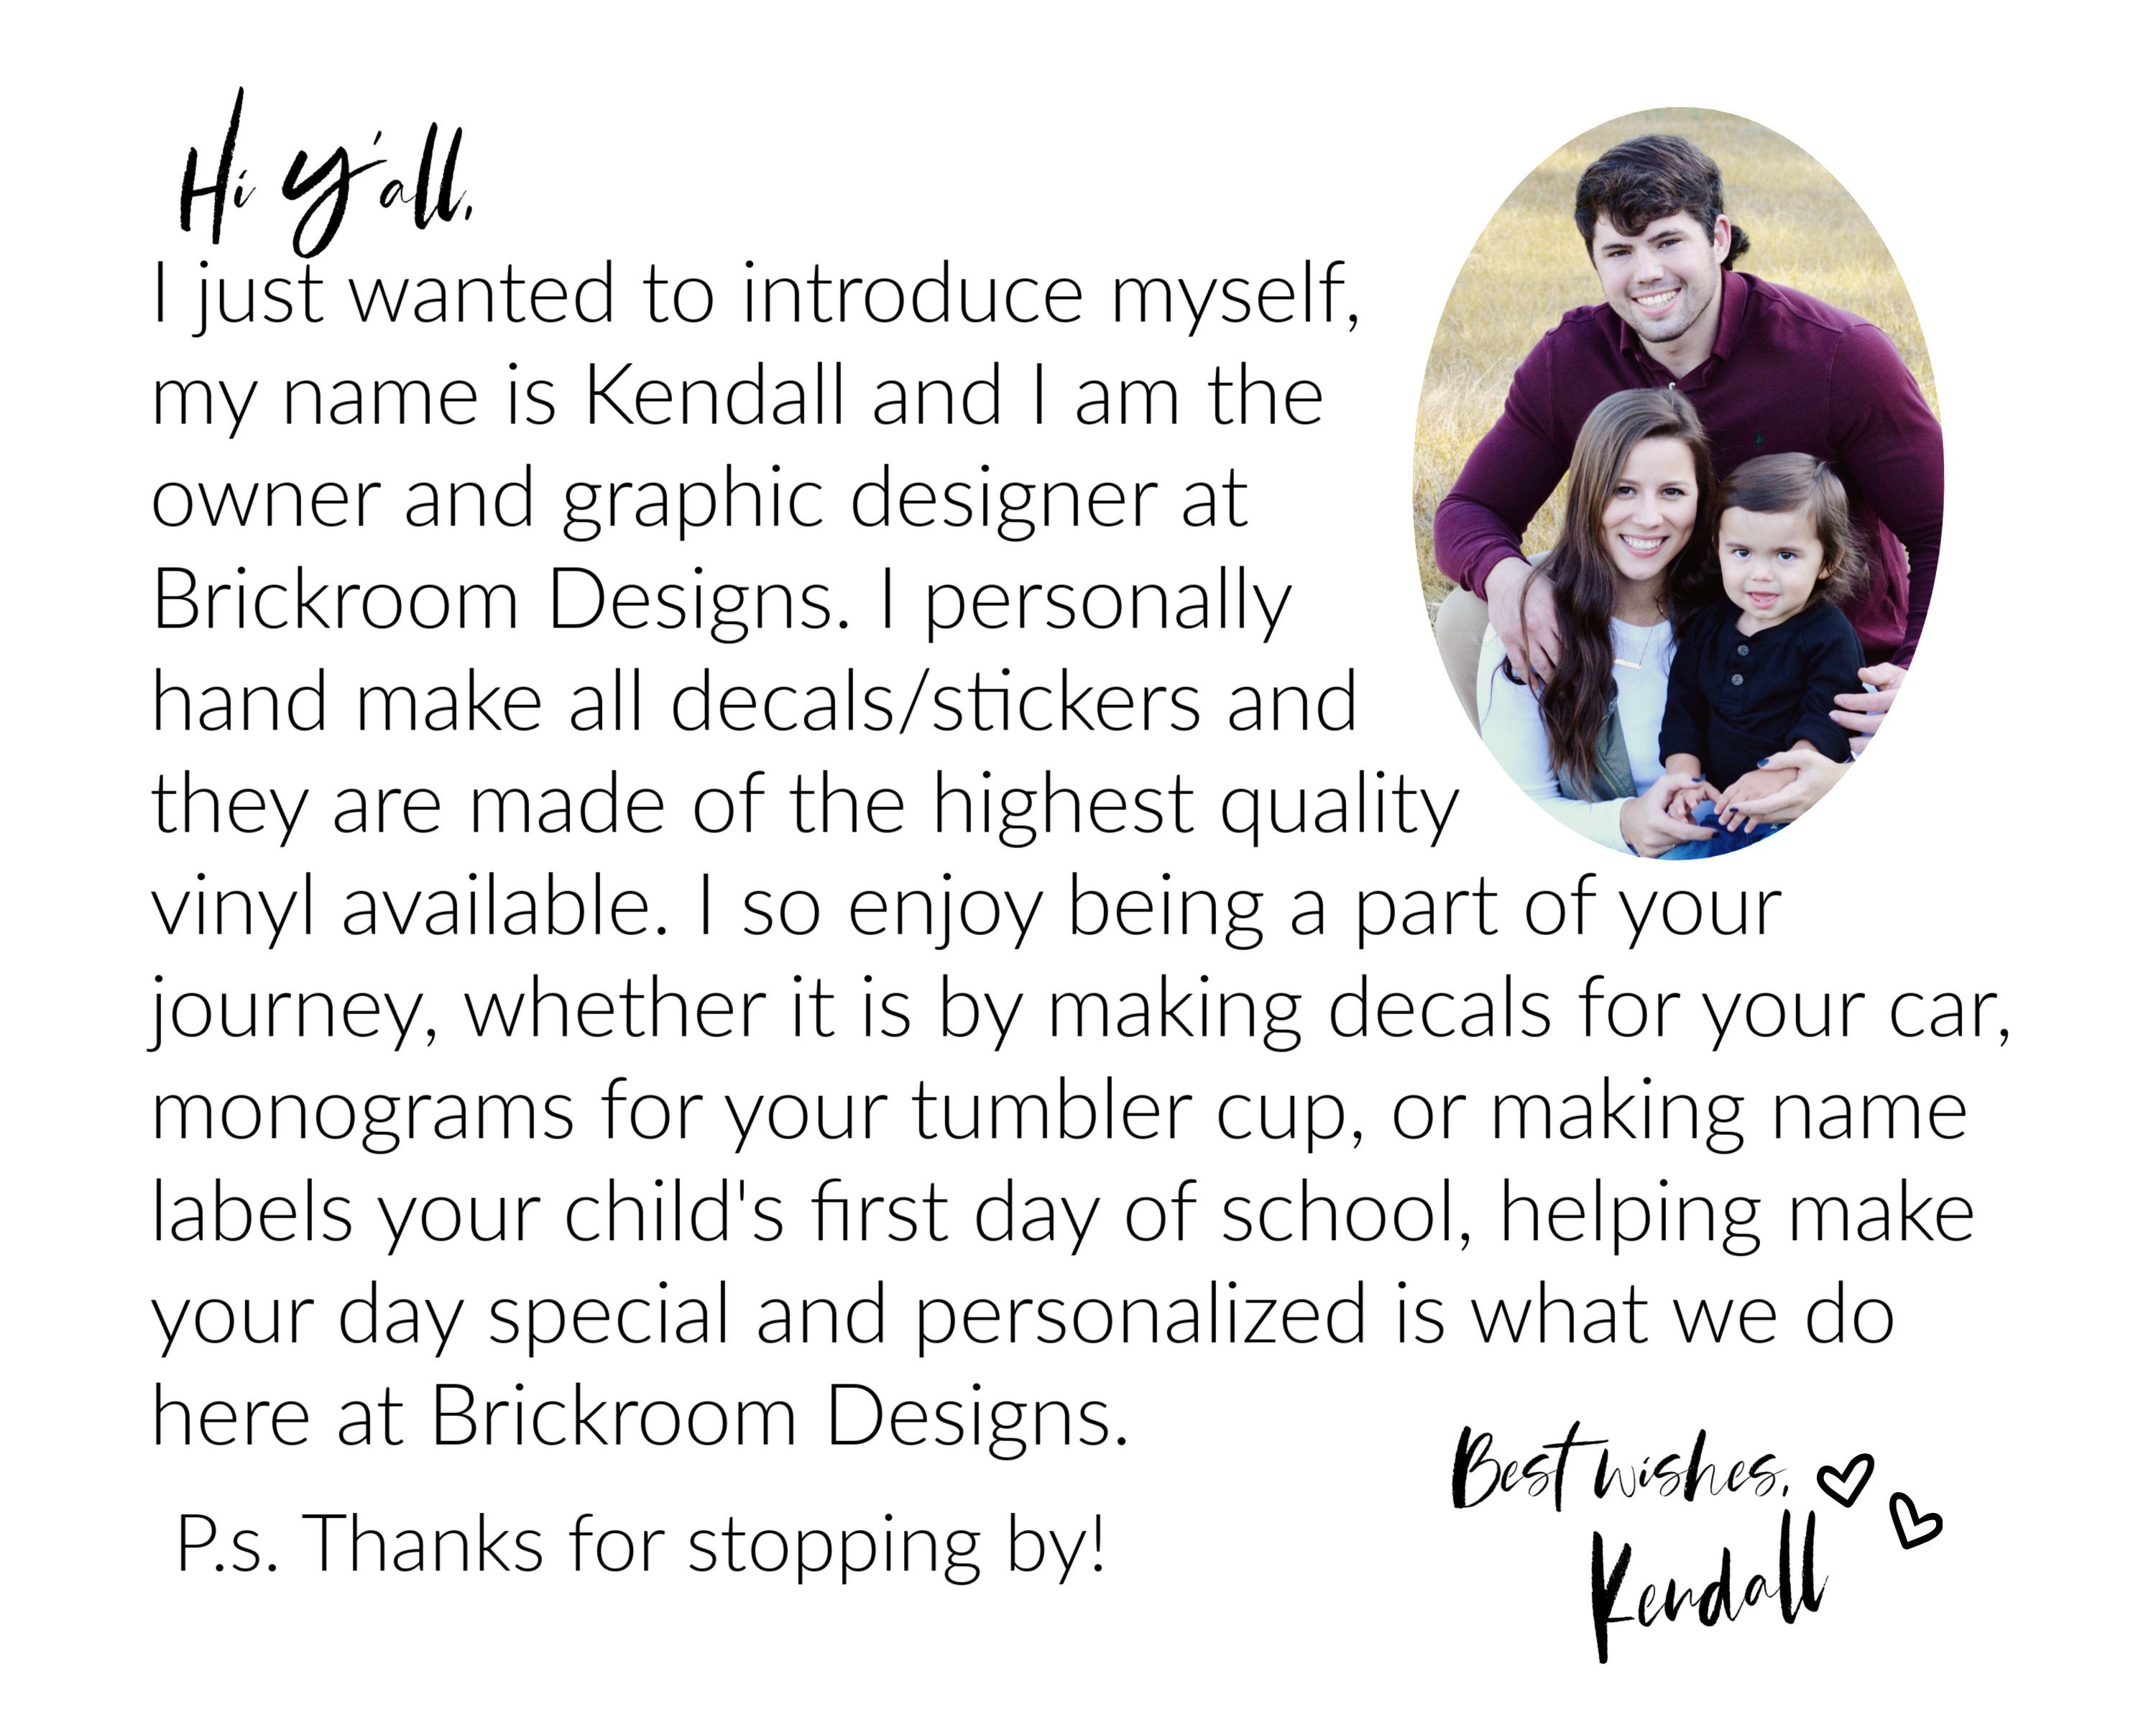 Hi Y'all,
I just wanted to introduce myself,
my name is Kendall and I am the
owner and graphic designer at
Brickroom Designs. I personally
hand make all decals/stickers and
they are made of the highest quality
vinyl available. I so enjoy being a part of your
journey, whether it is by making decals for your car,
monograms for your tumbler cup, or making name
labels your child's first day of school, helping make
your day special and personalized is what we do
here at Brickroom Designs.
Best wishes,
Kendall
P.s. Thanks for stopping by!